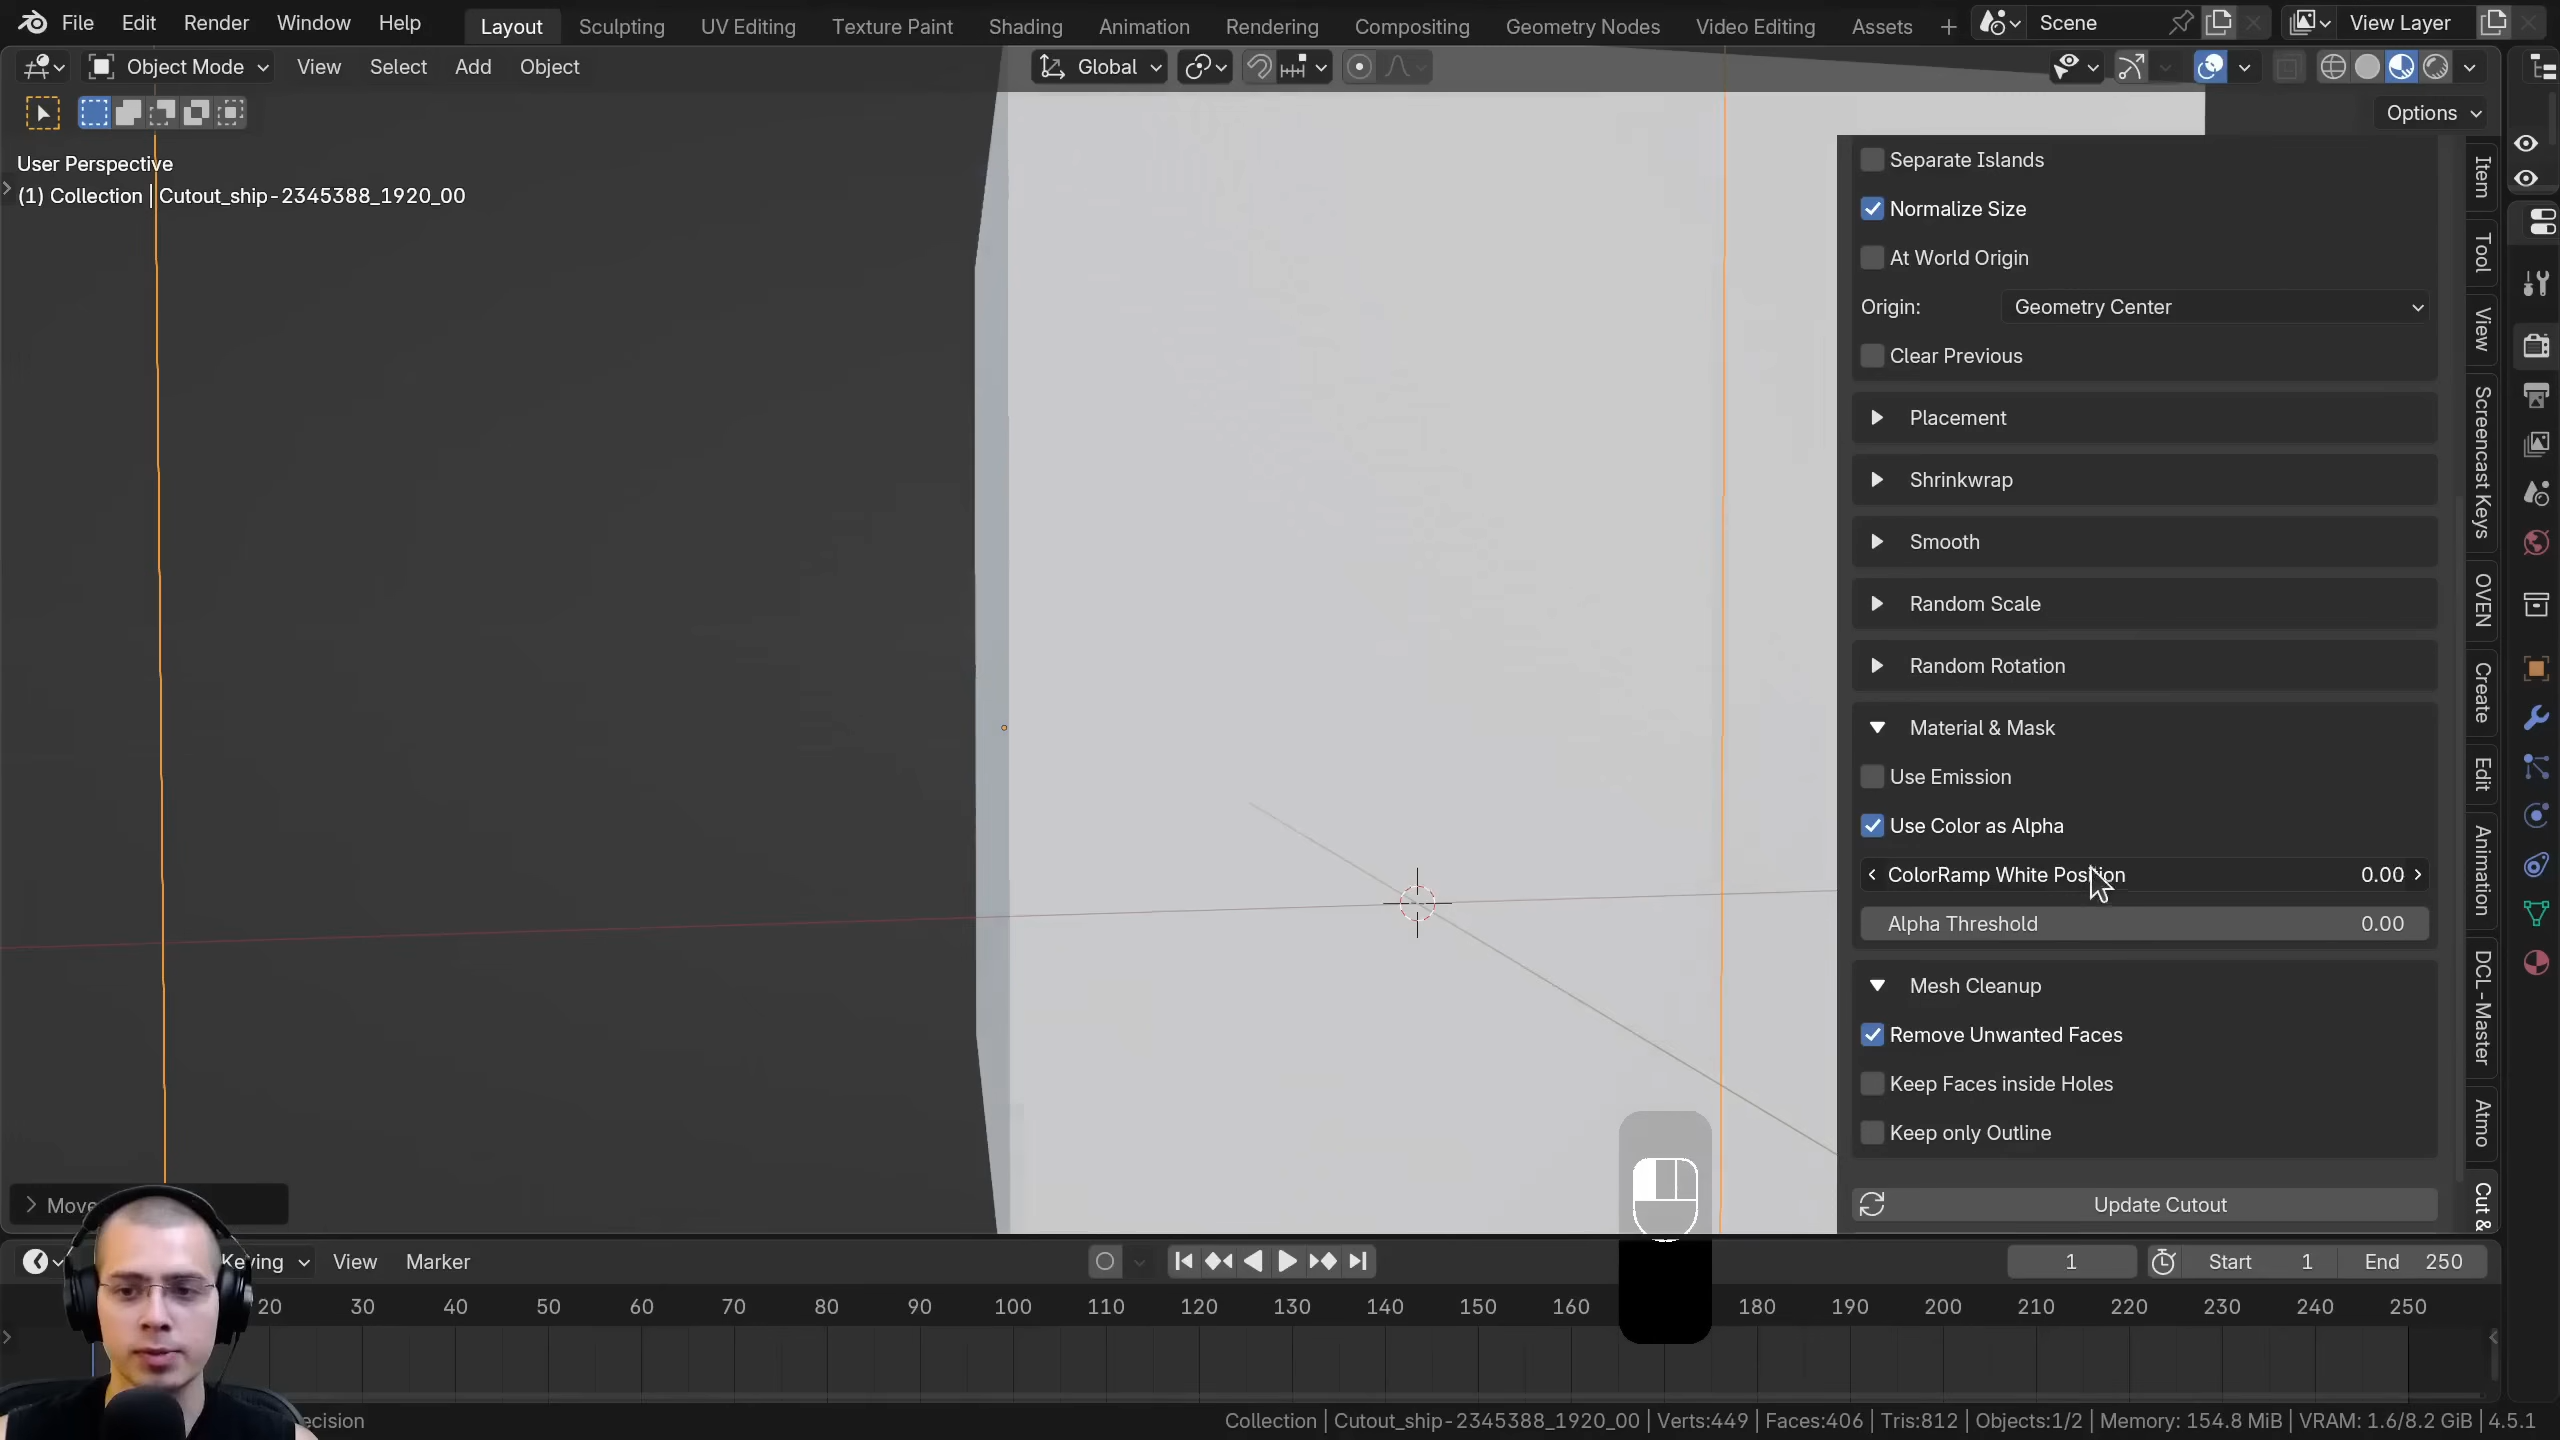 File Edit Render Window Help Layout Sculpting UV Editing Texture Paint Shading Animation Rendering Compositing Geometry Nodes Video Editing Assets Scene View Layer
Object Mode View Select Add Object Global
Options
User Perspective
(1) Collection | Cutout_ship-2345388_1920_00
Separate Islands
Normalize Size
At World Origin
Origin: Geometry Center
Clear Previous
Placement
Shrinkwrap
Smooth
Random Scale
Random Rotation
Material & Mask
Use Emission
Use Color as Alpha
ColorRamp White Position 0.00
Alpha Threshold 0.00
Mesh Cleanup
Remove Unwanted Faces
Keep Faces inside Holes
Keep only Outline
Update Cutout
Item
Tool
View
Screencast Keys
OVEN
Create
Edit
Animation
DCL-Master
Atmo
Cut &
Move
Keying View Marker 1 Start 1 End 250
20 30 40 50 60 70 80 90 100 110 120 130 140 150 160 180 190 200 210 220 230 240 250
ecision Collection | Cutout_ship-2345388_1920_00 | Verts:449 | Faces:406 | Tris:812 | Objects:1/2 | Memory: 154.8 MiB | VRAM: 1.6/8.2 GiB | 4.5.1